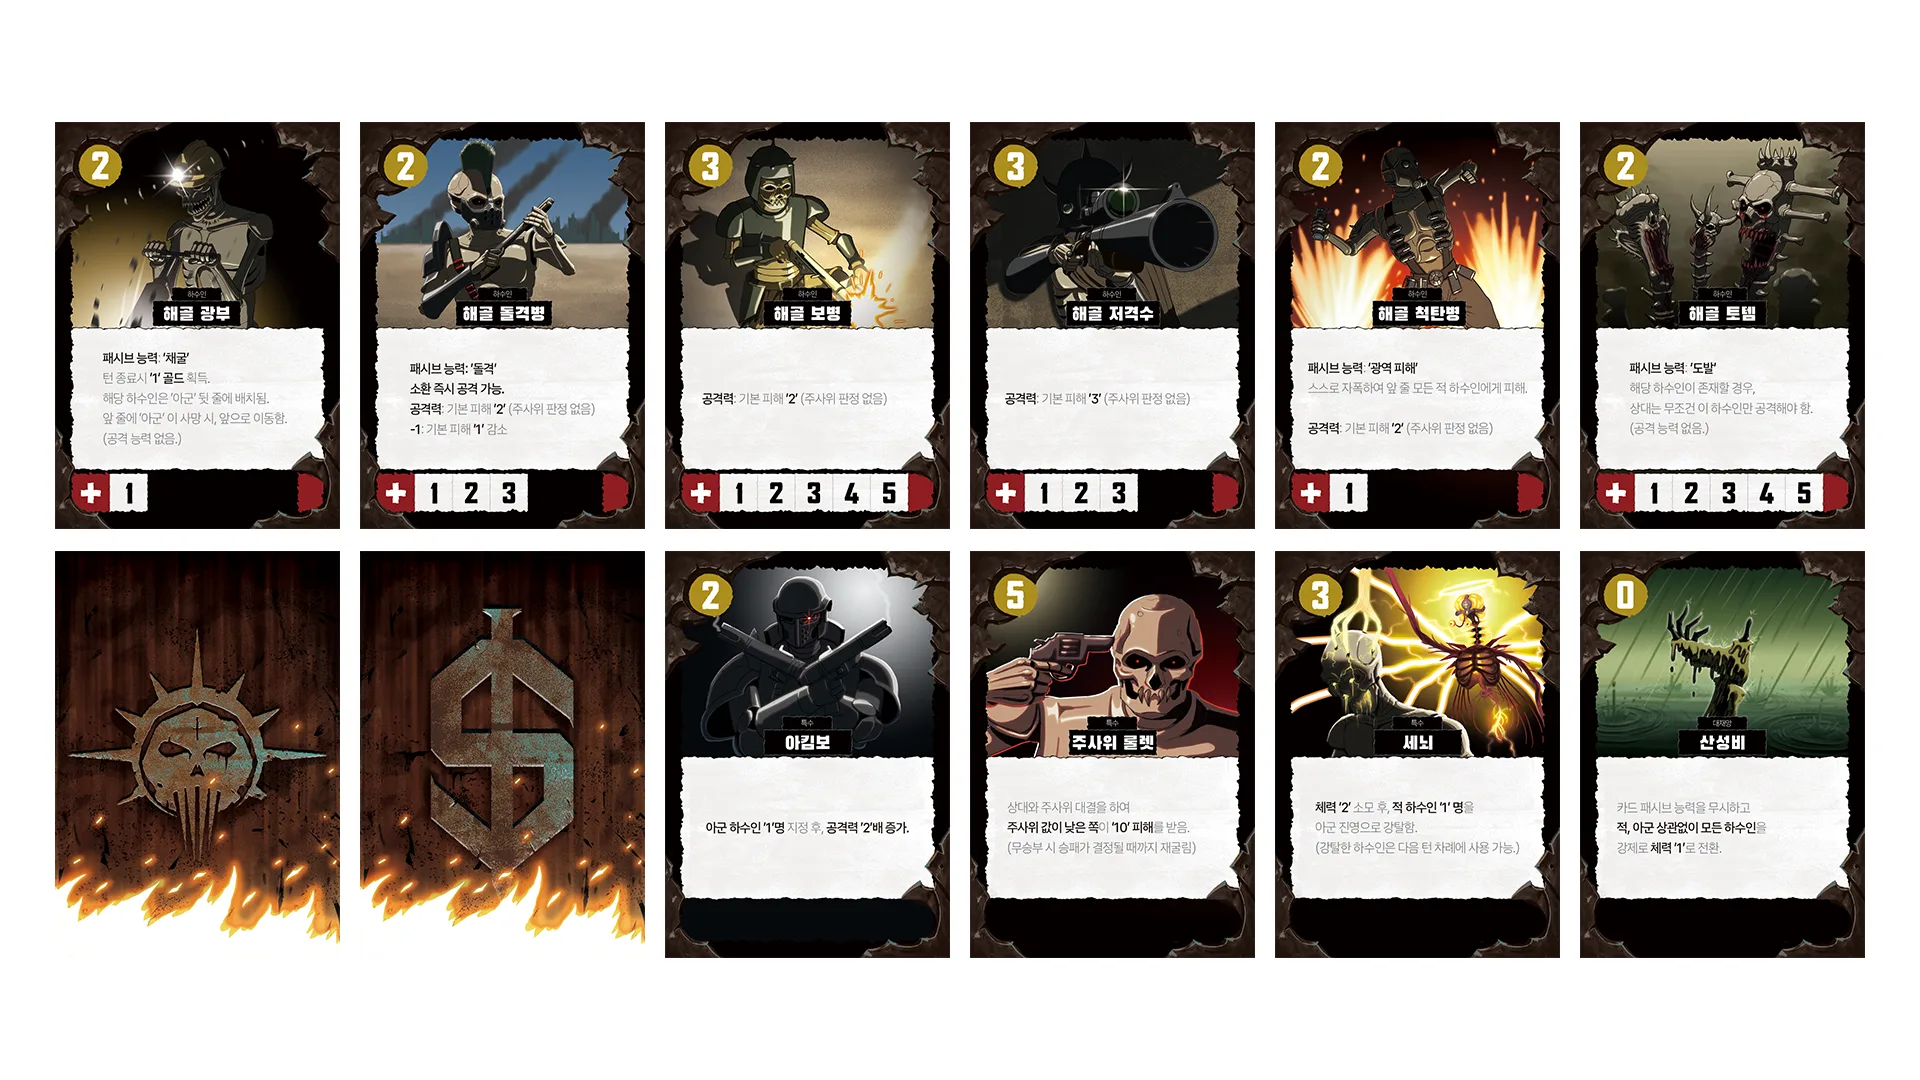 2
하수인
해골 광부
패시브 능력: '채굴'
턴 종료시 '1' 골드 획득.
해당 하수인은 '아군' 뒷 줄에 배치됨.
앞 줄에 '아군' 이 사망 시, 앞으로 이동함.
(공격 능력 없음.)
+ 1
2
하수인
해골 돌격병
패시브 능력: '돌격'
소환 즉시 공격 가능.
공격력: 기본 피해 '2' (주사위 판정 없음)
-1: 기본 피해 '1' 감소
+ 1 2 3
3
하수인
해골 보병
공격력: 기본 피해 '2' (주사위 판정 없음)
+ 1 2 3 4 5
3
하수인
해골 저격수
공격력: 기본 피해 '3' (주사위 판정 없음)
+ 1 2 3
2
하수인
해골 척탄병
패시브 능력: '광역 피해'
스스로 자폭하여 앞 줄 모든 적 하수인에게 피해.
공격력: 기본 피해 '2' (주사위 판정 없음)
+ 1
2
하수인
해골 토템
패시브 능력: '도발'
해당 하수인이 존재할 경우,
상대는 무조건 이 하수인만 공격해야 함.
(공격 능력 없음.)
+ 1 2 3 4 5
2
특수
아킴보
아군 하수인 '1'명 지정 후, 공격력 '2'배 증가.
5
특수
주사위 룰렛
상대와 주사위 대결을 하여
주사위 값이 낮은 쪽이 '10' 피해를 받음.
(무승부 시 승패가 결정될 때까지 재굴림)
3
특수
세뇌
체력 '2' 소모 후, 적 하수인 '1' 명을
아군 진영으로 강탈함.
(강탈한 하수인은 다음 턴 차례에 사용 가능.)
0
대재앙
산성비
카드 패시브 능력을 무시하고
적, 아군 상관없이 모든 하수인을
강제로 체력 '1'로 전환.